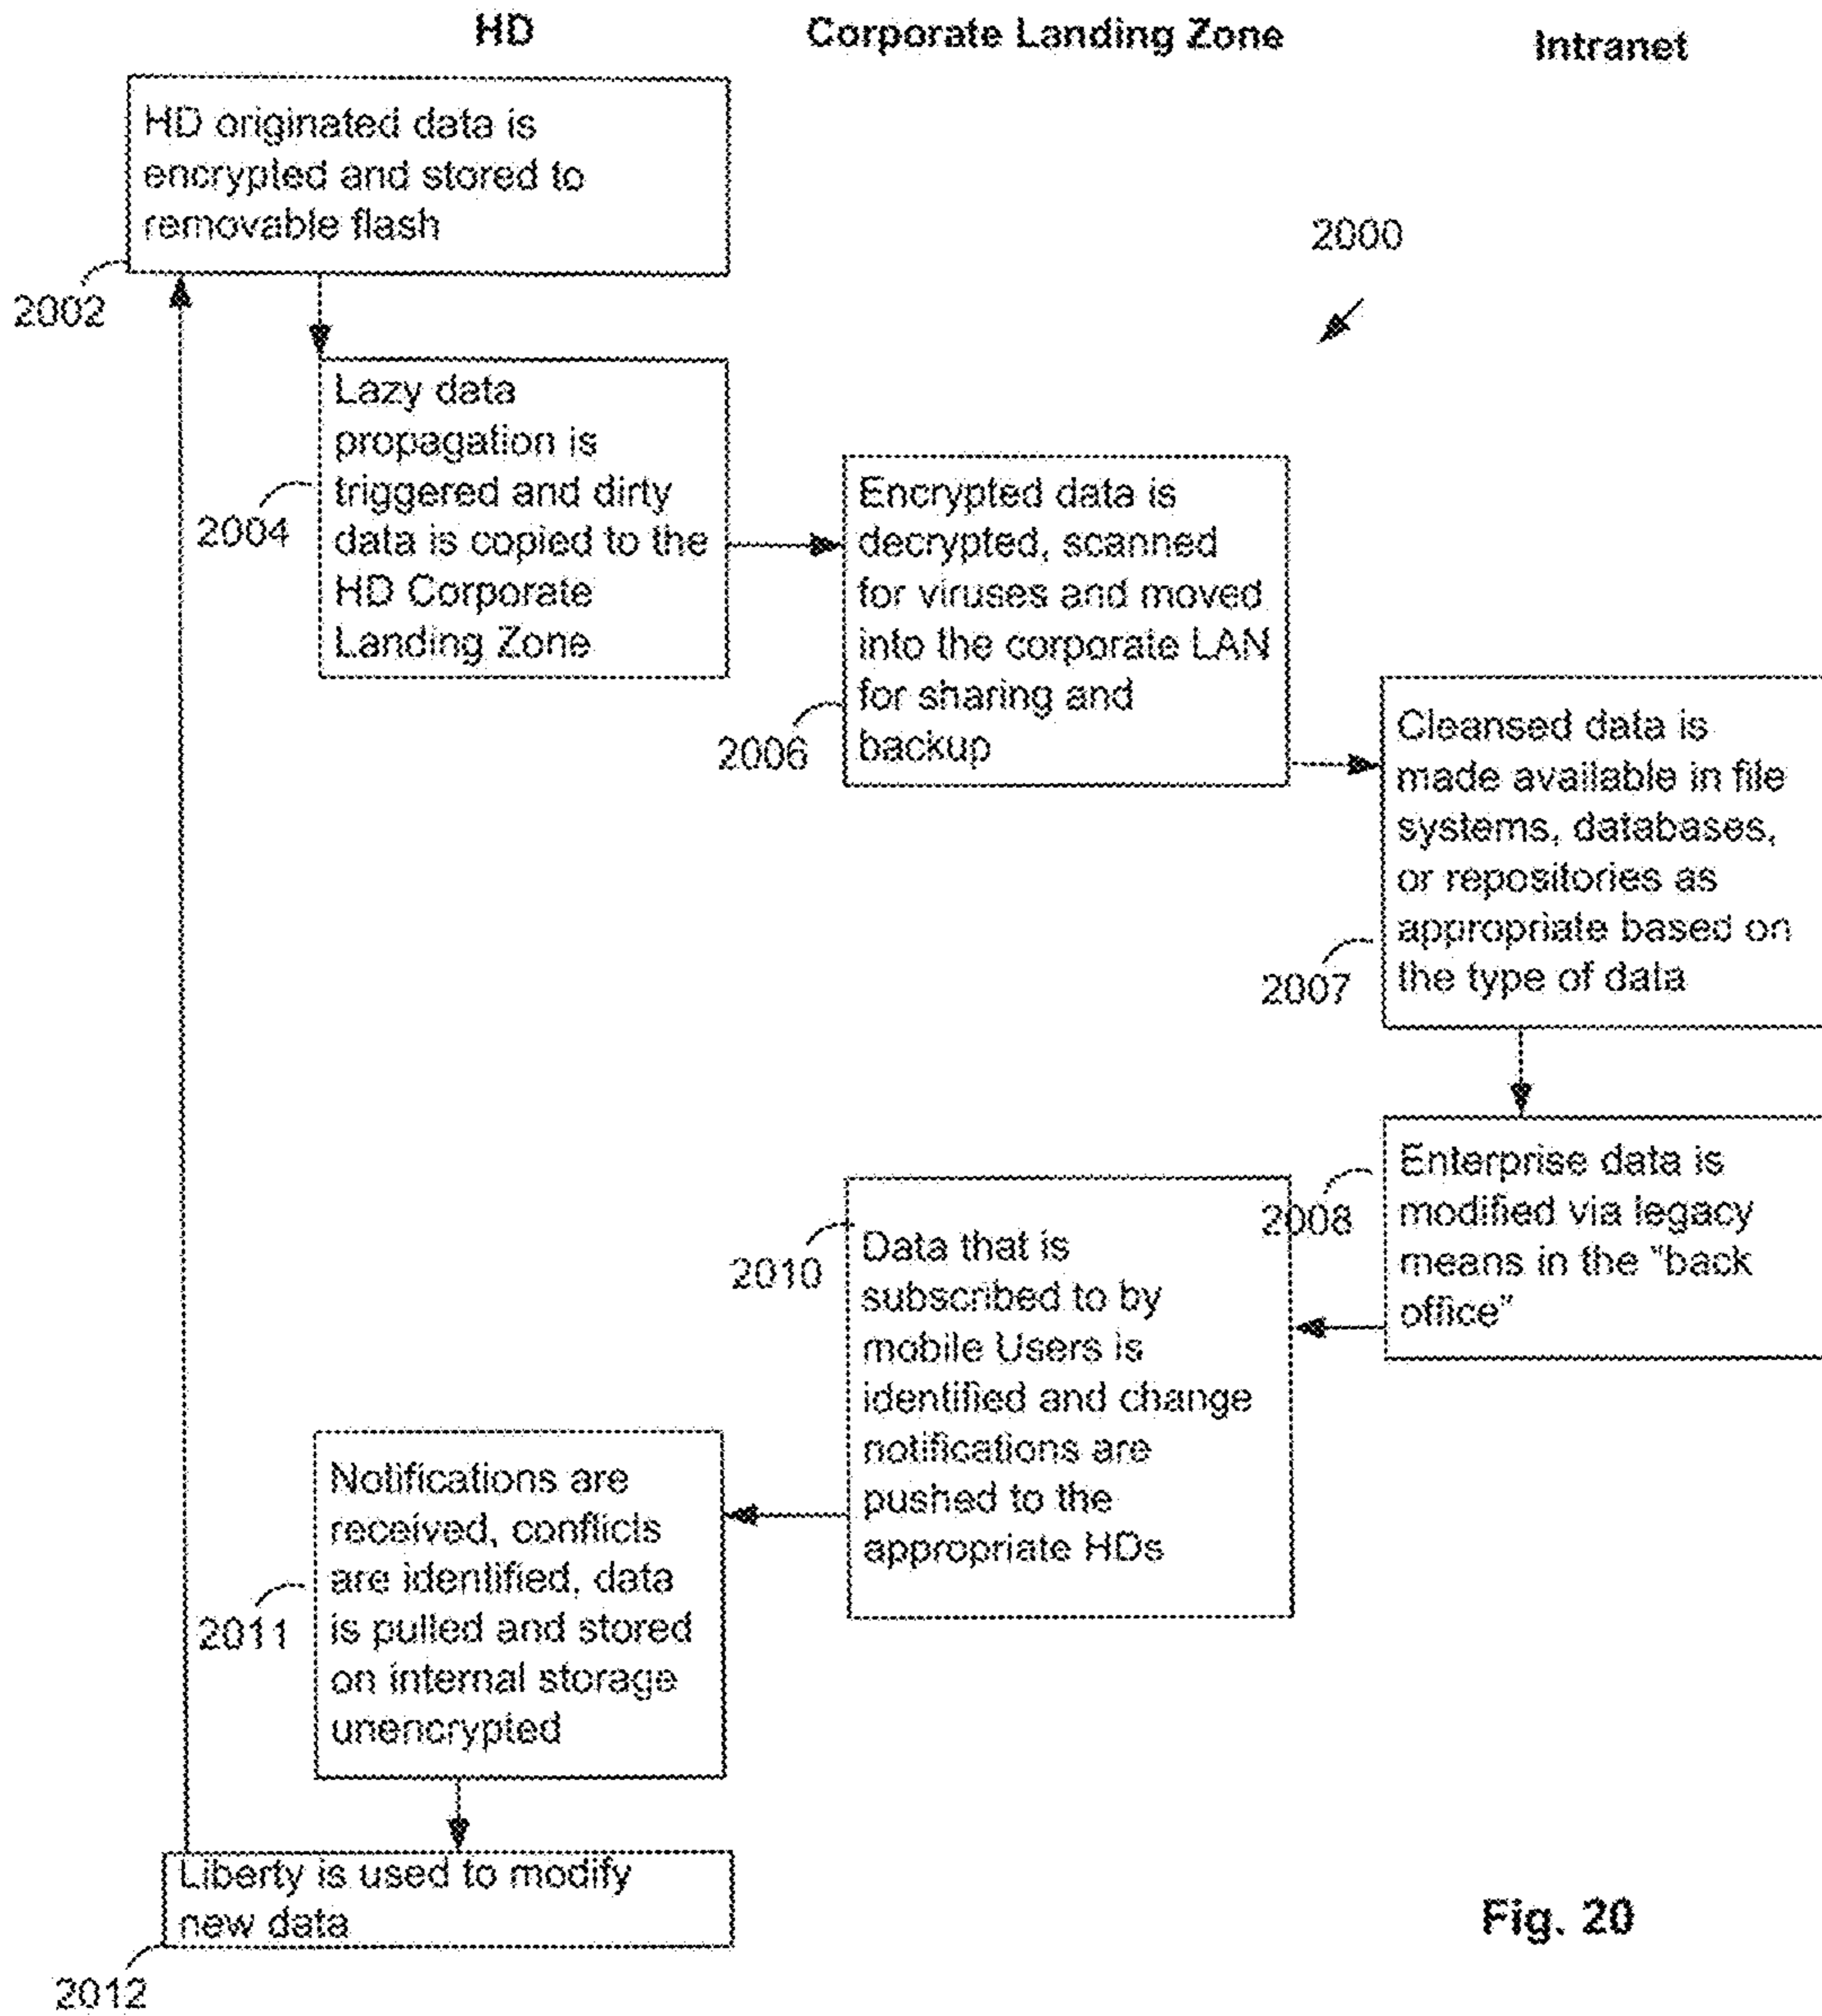 HD
Corporate Landing Zone
Intranet
HD originated data is
encrypted and stored to
removable flash
2002
2000
Lazy data
propagation is
triggered and dirty
data is copied to the
HD Corporate
Landing Zone
2004
Encrypted data is
decrypted, scanned
for viruses and moved
into the corporate LAN
for sharing and
backup
2006
Cleansed data is
made available in file
systems, databases,
or repositories as
appropriate based on
the type of data
2007
Enterprise data is
modified via legacy
means in the "back
office"
2008
Data that is
subscribed to by
mobile Users is
identified and change
notifications are
pushed to the
appropriate HDs
2010
Notifications are
received, conflicts
are identified, data
is pulled and stored
on internal storage
unencrypted
2011
Liberty is used to modify
new data
2012
Fig. 20